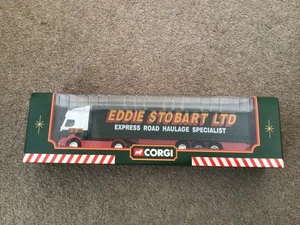 EDDIE STOBART LTD
EXPRESS ROAD HAULAGE SPECIALIST
CORGI